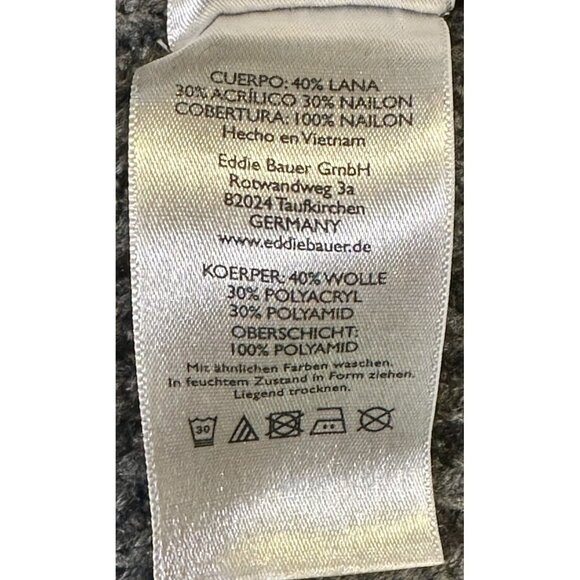 CUERPO: 40% LANA
30% ACRÍLICO 30% NAILON
COBERTURA: 100% NAILON
Hecho en Vietnam
Eddie Bauer GmbH
Rotwandweg 3a
82024 Taufkirchen
GERMANY
www.eddiebauer.de
KOERPER: 40% WOLLE
30% POLYACRYL
30% POLYAMID
OBERSCHICHT:
100% POLYAMID
Mit ähnlichen Farben waschen.
In feuchtem Zustand in Form ziehen.
Liegend trocknen.
30